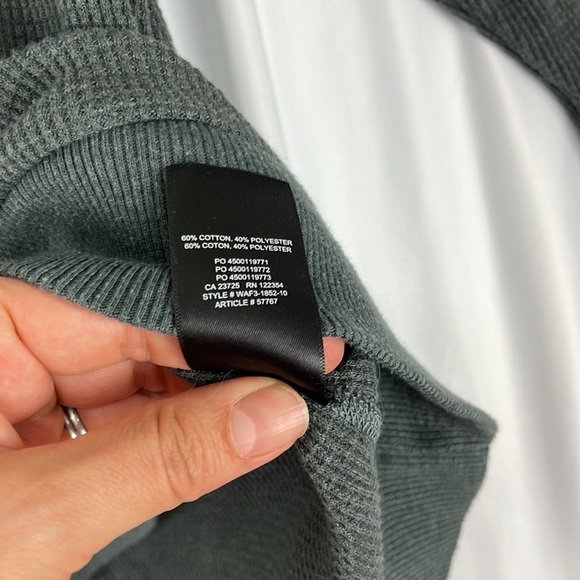 60% COTTON, 40% POLYESTER
60% COTON, 40% POLYESTER
PO 4500119771
PO 4500119772
PO 4500119773
CA 23725 RN 122354
STYLE # WAF3-1852-10
ARTICLE # 57767